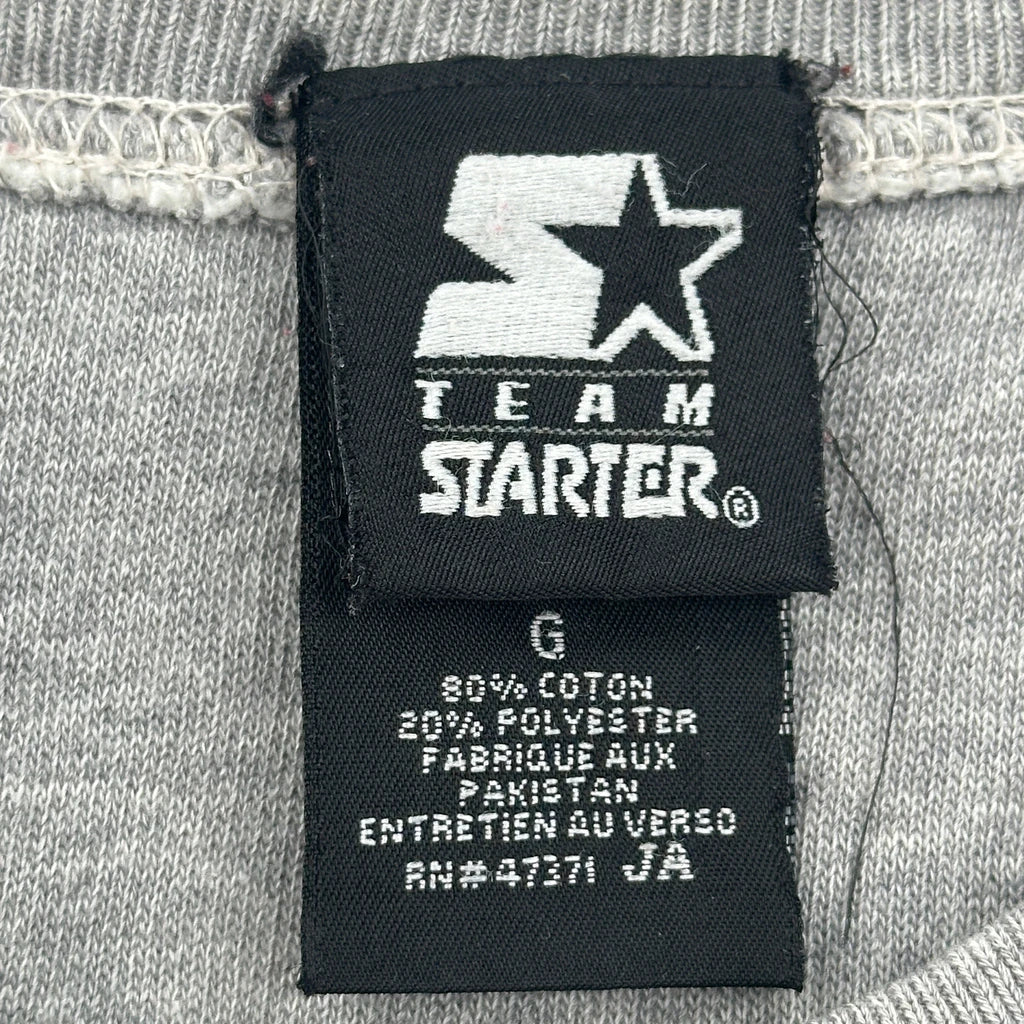 TEAM
STARTER®
G
80% COTON
20% POLYESTER
FABRIQUE AUX
PAKISTAN
ENTRETIEN AU VERSO
RN#47371 JA